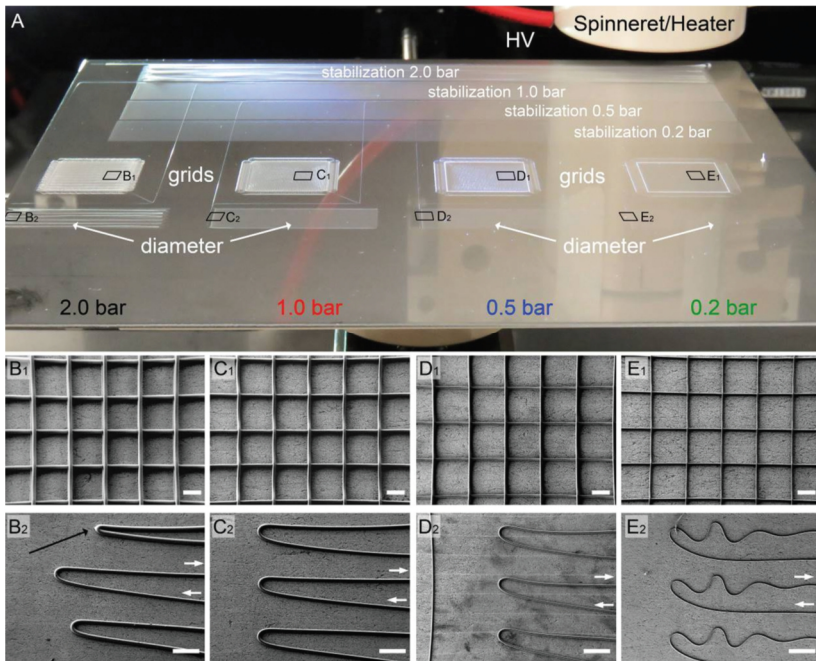 A
HV
Spinneret/Heater
stabilization 2.0 bar
stabilization 1.0 bar
stabilization 0.5 bar
stabilization 0.2 bar
B₁
grids
C₁
D₁
grids
E₁
B₂
C₂
D₂
E₂
diameter
diameter
2.0 bar
1.0 bar
0.5 bar
0.2 bar
B₁
C₁
D₁
E₁
B₂
C₂
D₂
E₂